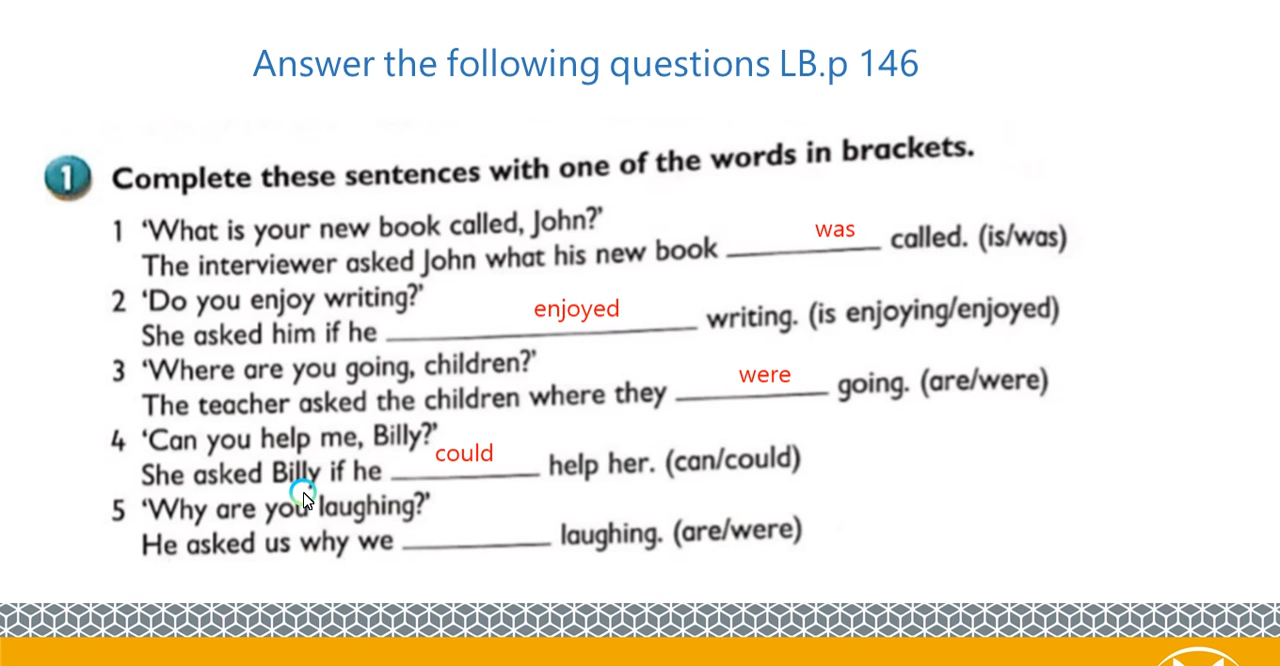 Answer the following questions LB.p 146
1 Complete these sentences with one of the words in brackets.
1 ‘What is your new book called, John?’
The interviewer asked John what his new book was called. (is/was)
2 ‘Do you enjoy writing?’
She asked him if he enjoyed writing. (is enjoying/enjoyed)
3 ‘Where are you going, children?’
The teacher asked the children where they were going. (are/were)
4 ‘Can you help me, Billy?’
She asked Billy if he could help her. (can/could)
5 ‘Why are you laughing?’
He asked us why we __________ laughing. (are/were)